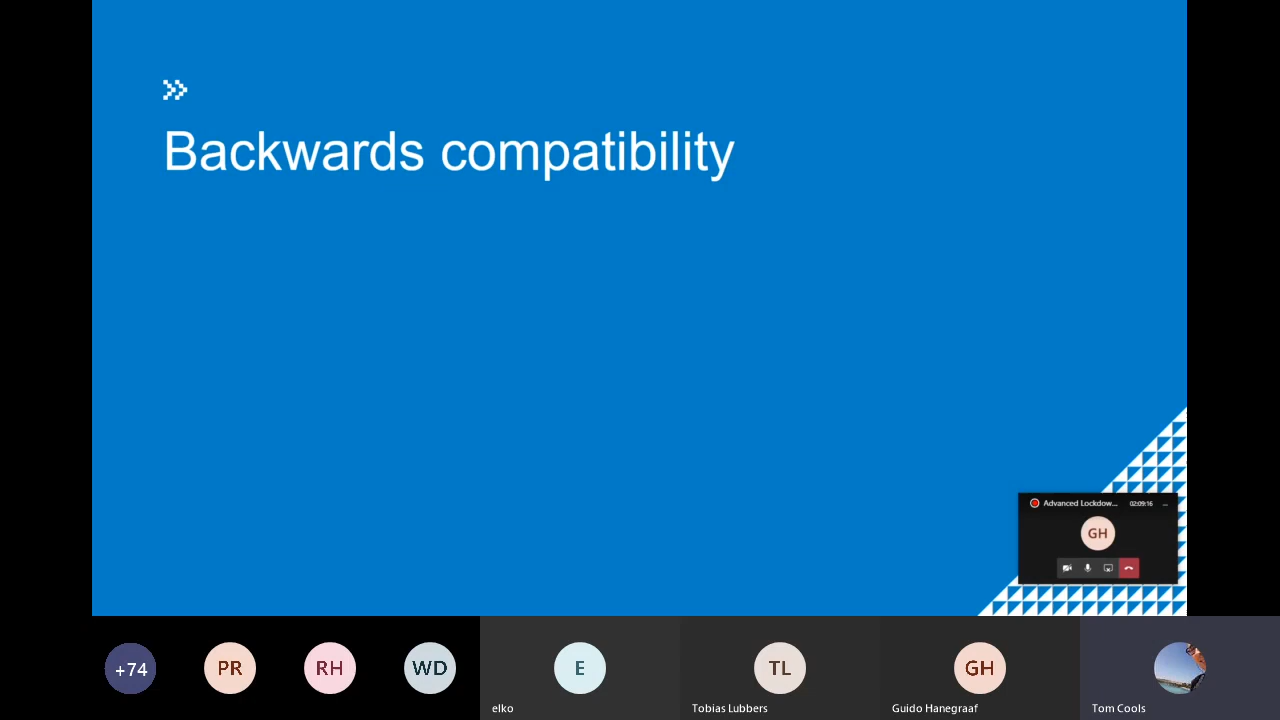 Backwards compatibility
Advanced Lockdow... 02:09:16 ...
GH
+74
PR
RH
WD
E
TL
GH
elko
Tobias Lubbers
Guido Hanegraaf
Tom Cools